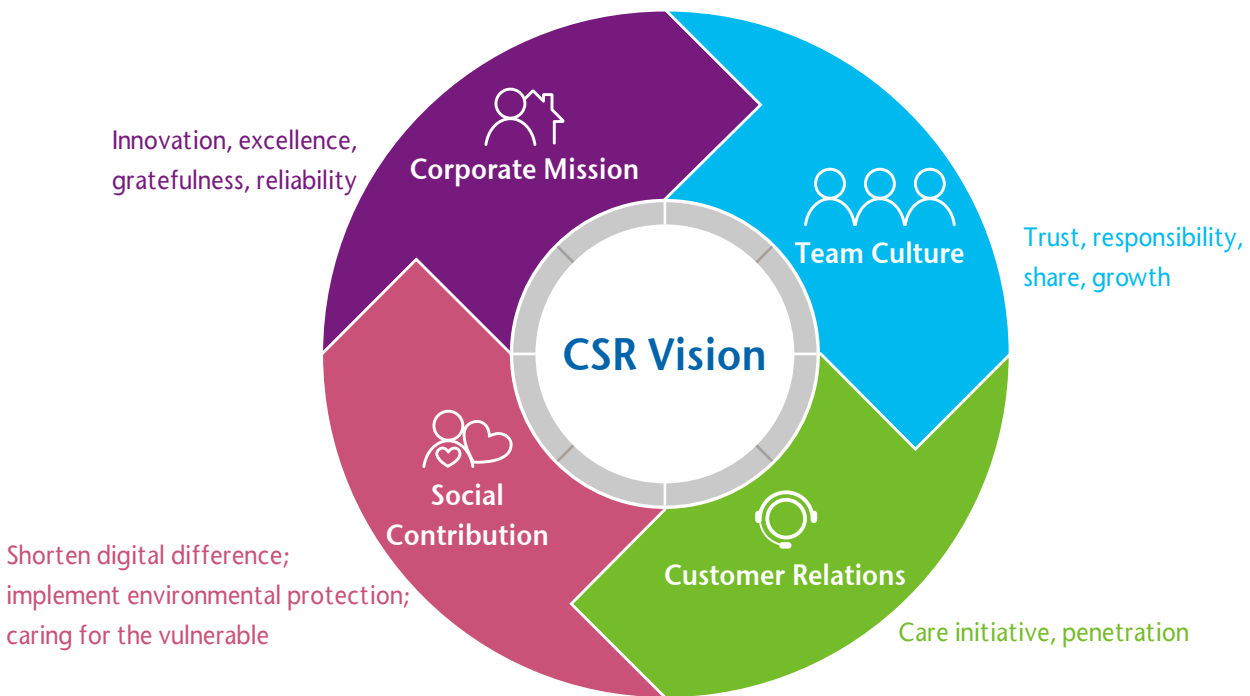 Innovation, excellence,
gratefulness, reliability
Corporate Mission
Team Culture
Trust, responsibility,
share, growth
CSR Vision
Social
Contribution
Shorten digital difference;
implement environmental protection;
caring for the vulnerable
Customer Relations
Care initiative, penetration